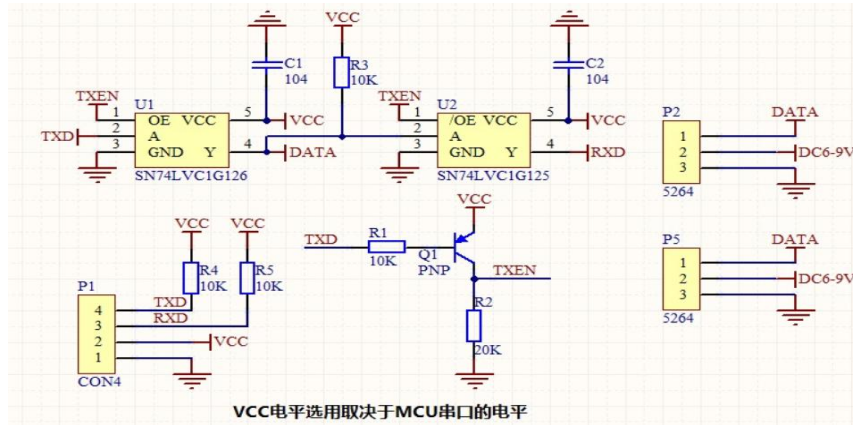 VCC
C1
104
R3
10K
C2
104
TXEN
U1
1 OE VCC 5 VCC
TXD 2 A
3 GND Y 4 DATA
SN74LVC1G126
TXEN
U2
1 /OE VCC 5 VCC
2 A
3 GND Y 4 RXD
SN74LVC1G125
P2
1 DATA
2 DC6-9V
3
5264
VCC VCC
R4
10K
R5
10K
P1
4 TXD
3 RXD
2 VCC
1
CON4
VCC
TXD R1
10K
Q1
PNP
TXEN
R2
20K
P5
1 DATA
2 DC6-9V
3
5264
VCC电平选用取决于MCU串口的电平